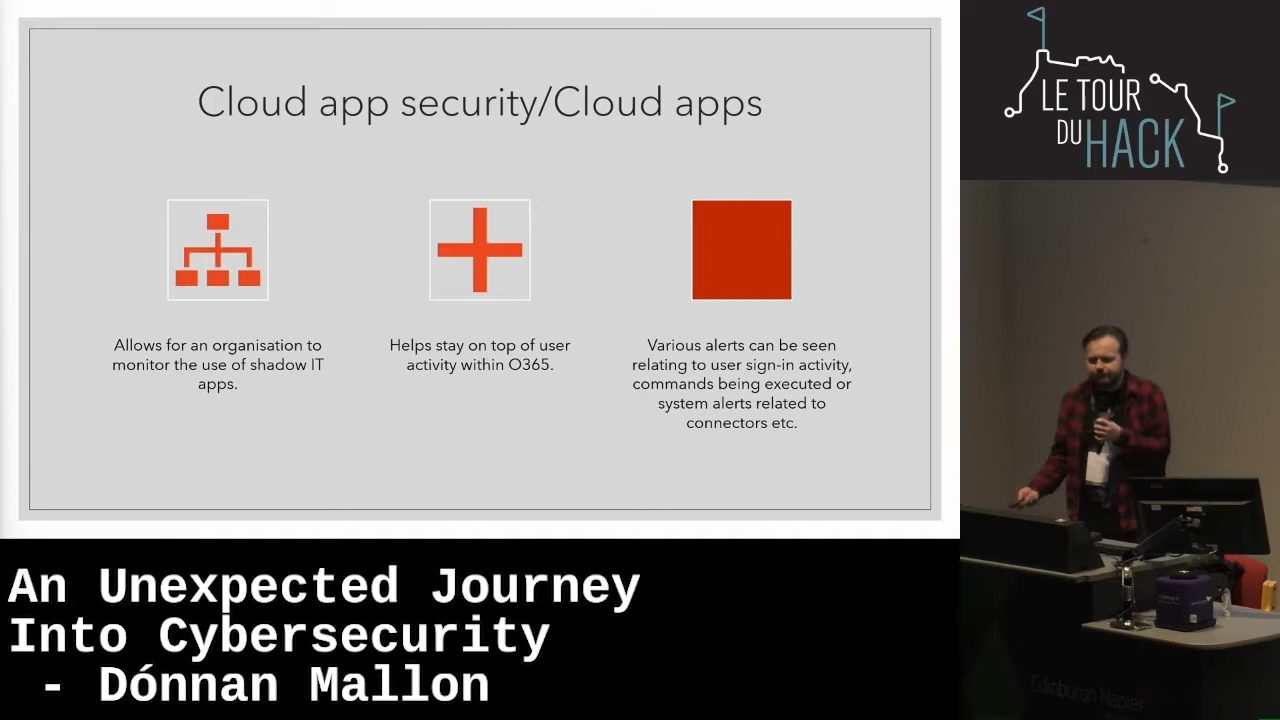 Cloud app security/Cloud apps
Allows for an organisation to
monitor the use of shadow IT
apps.
Helps stay on top of user
activity within O365.
Various alerts can be seen
relating to user sign-in activity,
commands being executed or
system alerts related to
connectors etc.
LE TOUR
DU HACK
An Unexpected Journey
Into Cybersecurity
- Dónnan Mallon
Edinburgh Napier